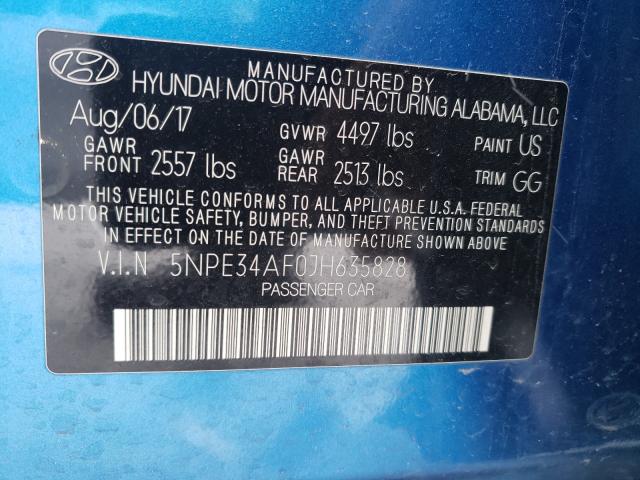 MANUFACTURED BY
HYUNDAI MOTOR MANUFACTURING ALABAMA, LLC
Aug/06/17 GVWR 4497 lbs PAINT US
GAWR FRONT 2557 lbs GAWR REAR 2513 lbs TRIM GG
THIS VEHICLE CONFORMS TO ALL APPLICABLE U.S.A. FEDERAL
MOTOR VEHICLE SAFETY, BUMPER, AND THEFT PREVENTION STANDARDS
IN EFFECT ON THE DATE OF MANUFACTURE SHOWN ABOVE
V.I.N 5NPE34AF0JH635828
PASSENGER CAR